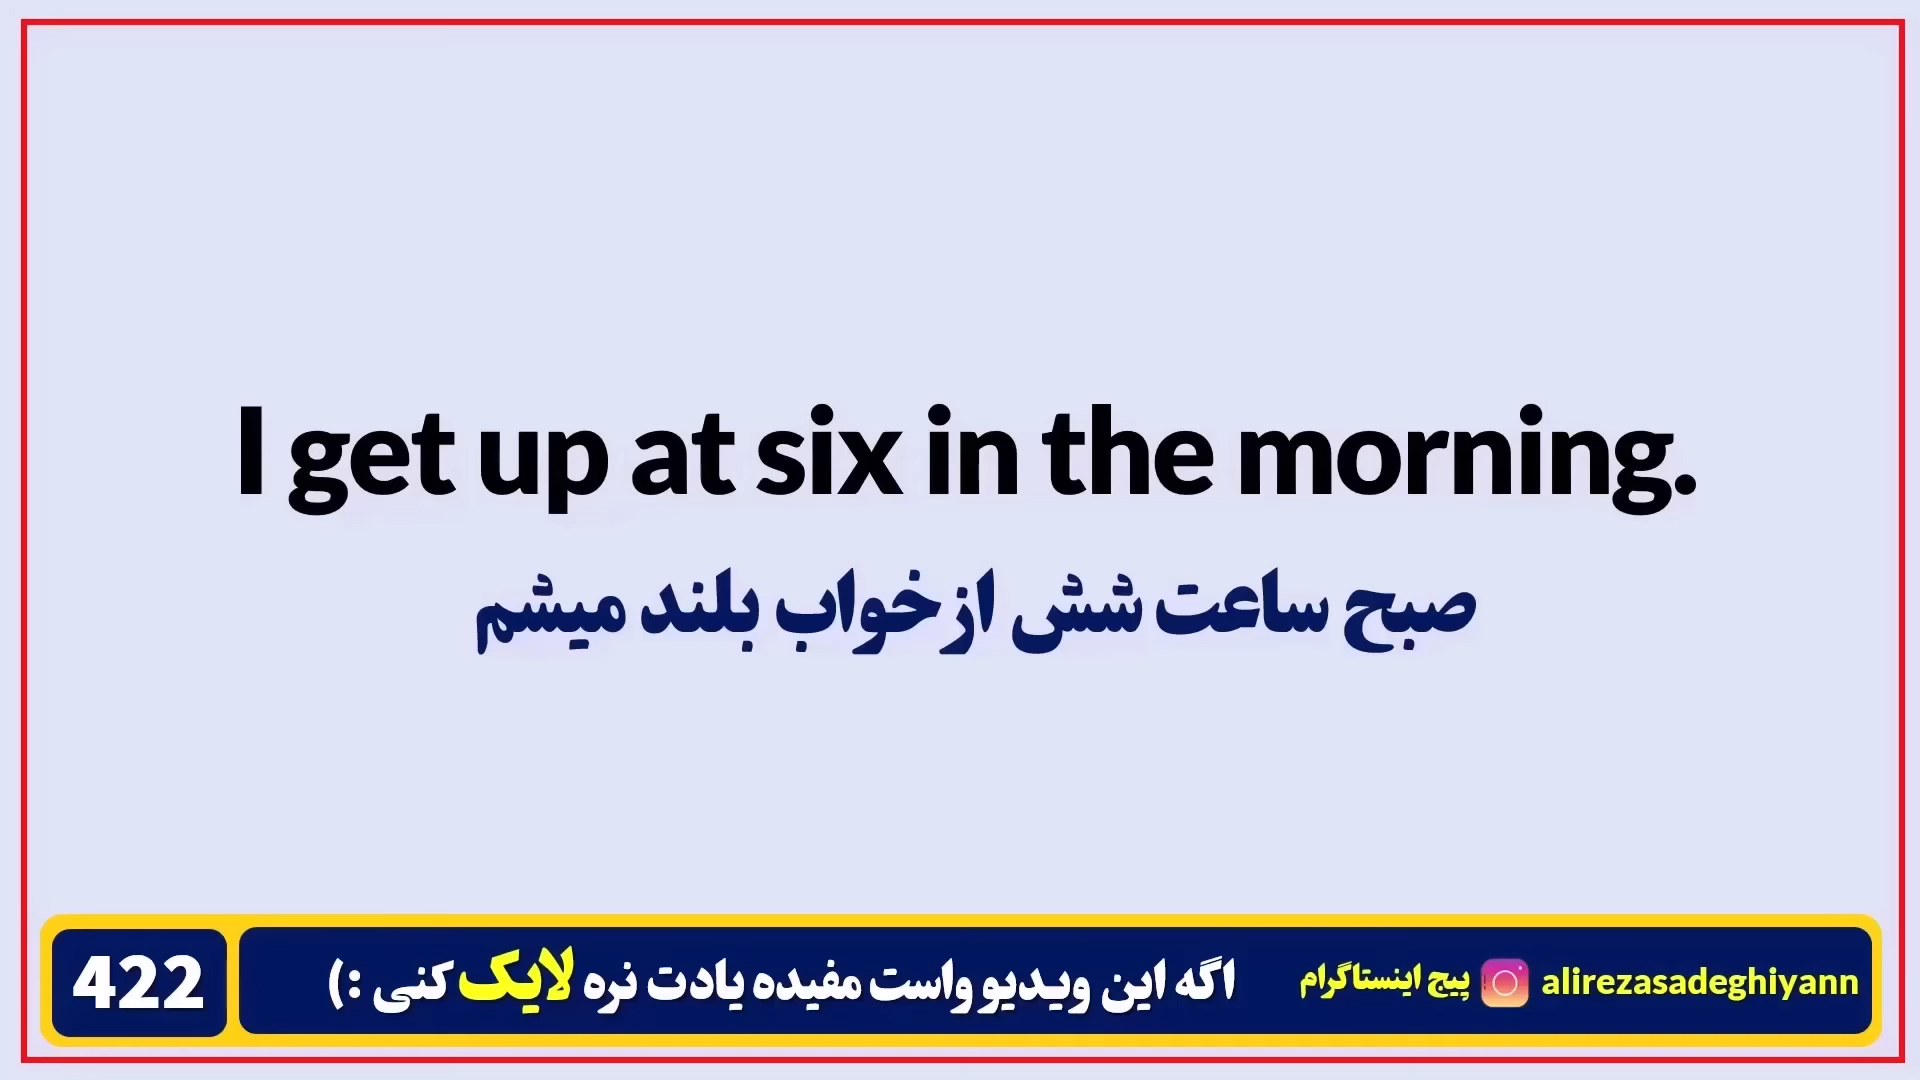 I get up at six in the morning.
صبح ساعت شش از خواب بلند میشم
422
اگه این ویدیو واست مفیده یادت نره لایک کنی :)
پیج اینستاگرام alirezasadeghiyann